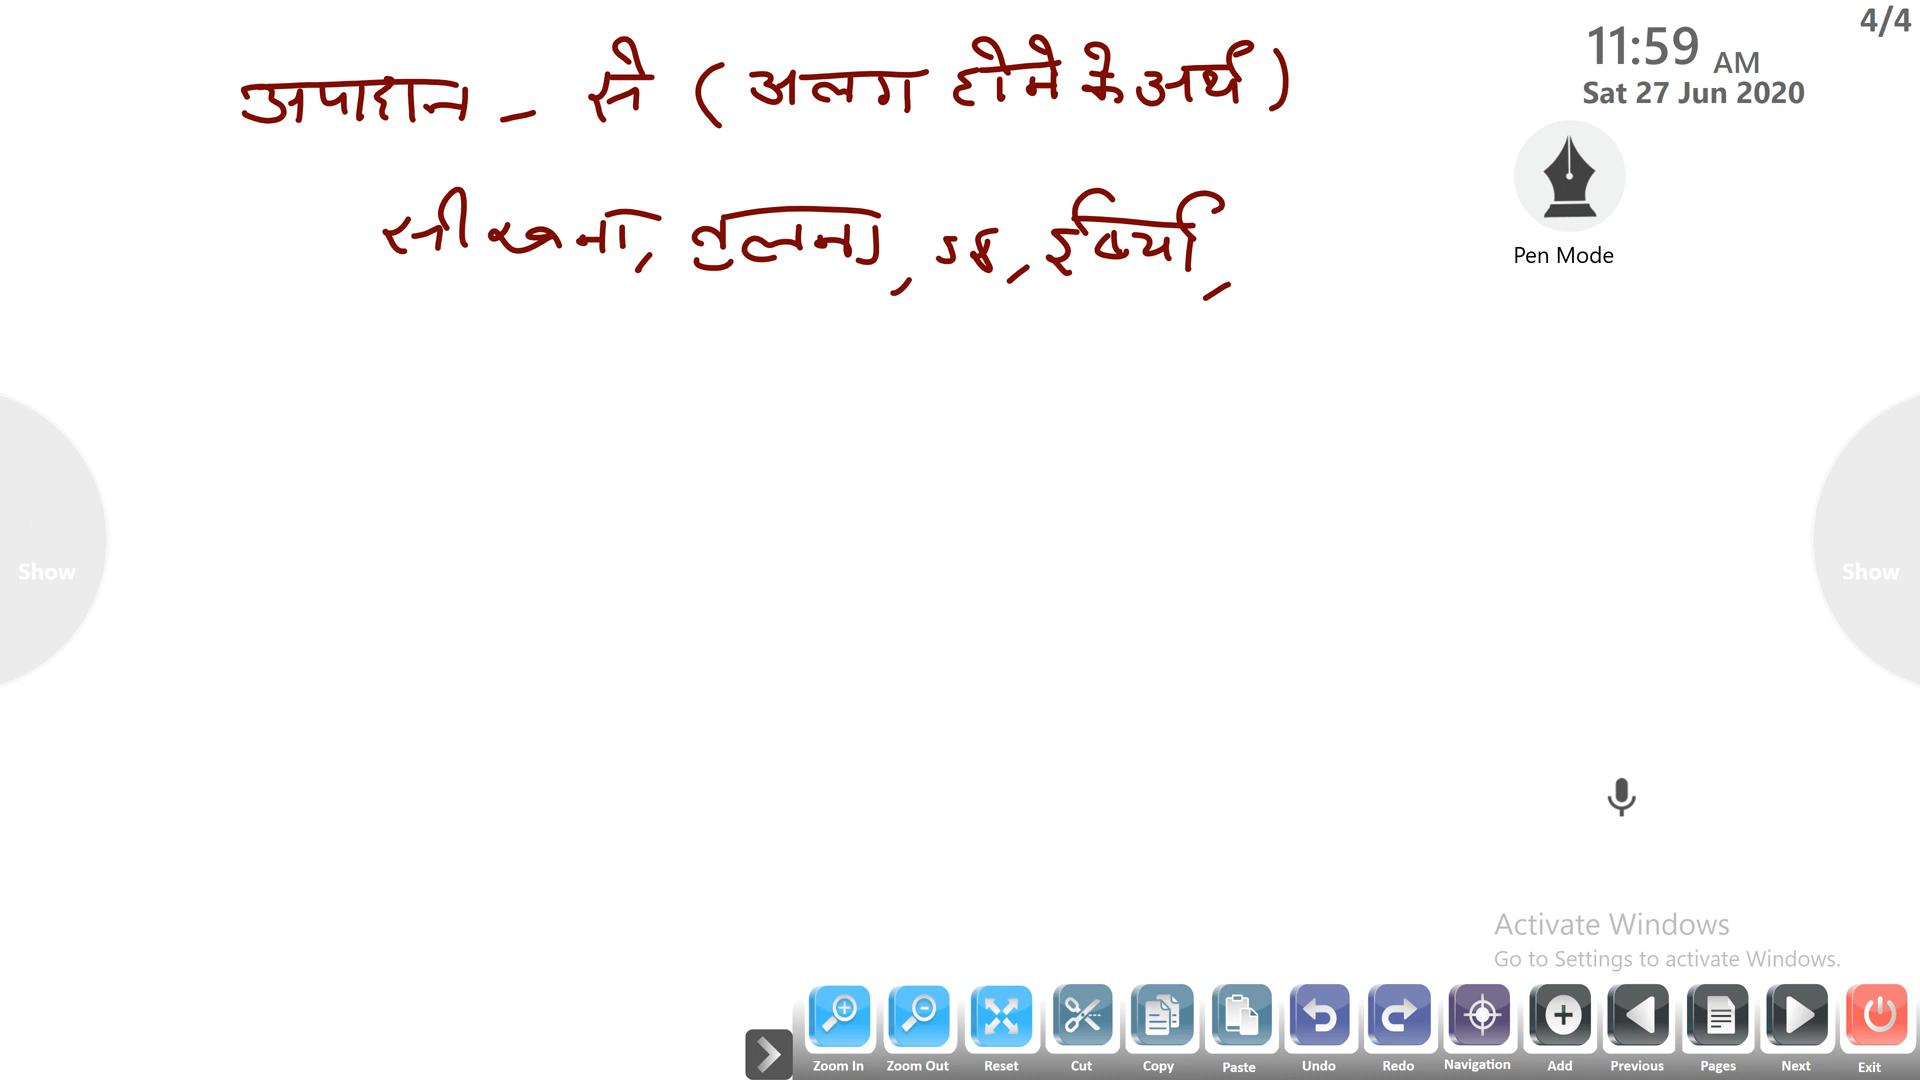 4/4
11:59 AM
Sat 27 Jun 2020
अपादान - से (अलग होने के अर्थ)
Pen Mode
सीखना, तुलना, ईर्ष्या,
Show
Show
Activate Windows
Go to Settings to activate Windows.
Zoom In Zoom Out Reset Cut Copy Paste Undo Redo Navigation Add Previous Pages Next Exit